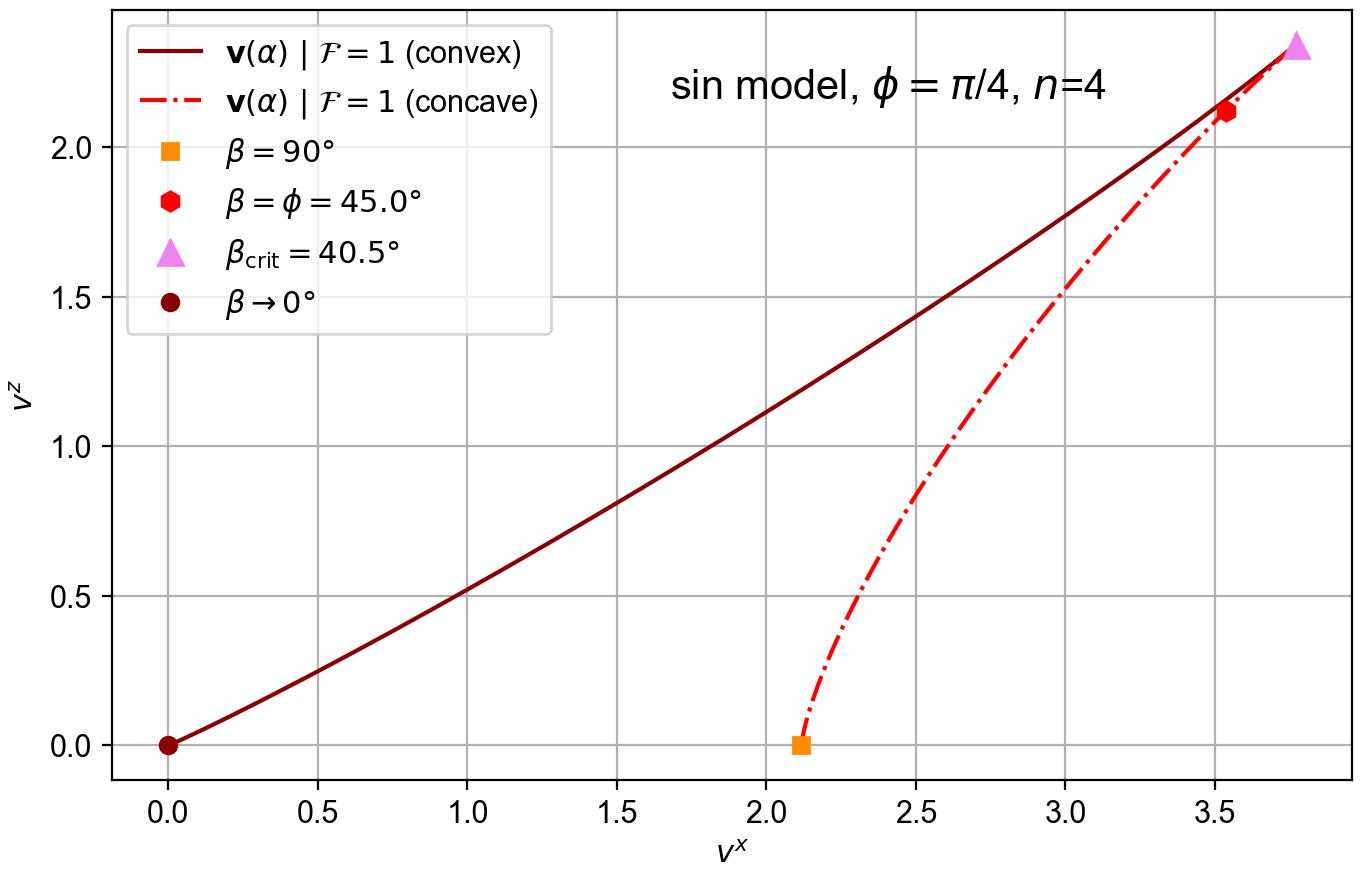 v(α) | ℱ = 1 (convex)
v(α) | ℱ = 1 (concave)
β = 90°
β = ϕ = 45.0°
β_crit = 40.5°
β → 0°
sin model, ϕ = π/4, n=4
2.0
1.5
1.0
0.5
0.0
v^z
0.0 0.5 1.0 1.5 2.0 2.5 3.0 3.5
v^x